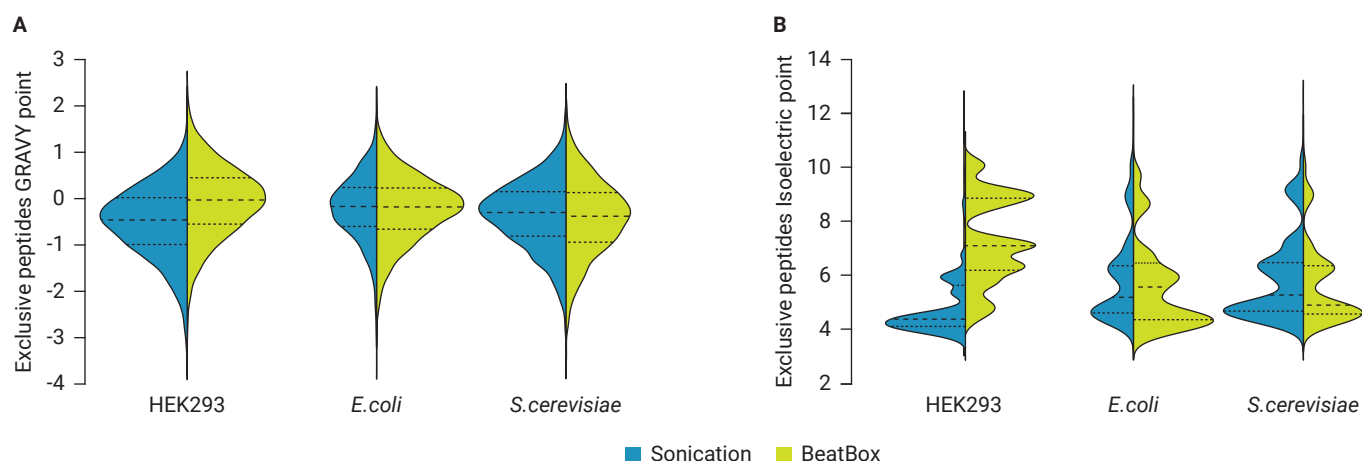 A
Exclusive peptides GRAVY point
3
2
1
0
-1
-2
-3
-4
HEK293
E.coli
S.cerevisiae
B
Exclusive peptides Isoelectric point
14
12
10
8
6
4
2
HEK293
E.coli
S.cerevisiae
Sonication
BeatBox